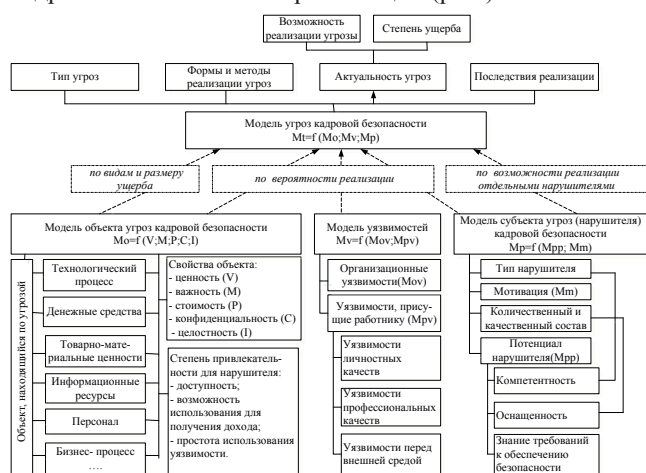 Возможность
реализации угрозы
Степень ущерба
Тип угроз
Формы и методы
реализации угроз
Актуальность угроз
Последствия реализации
Модель угроз кадровой безопасности
Mt=f (Mo;Mv;Mp)
по видам и размеру
ущерба
по вероятности реализации
по возможности реализации
отдельными нарушителями
Модель объекта угроз кадровой безопасности
Mo=f (V;M;P;C;I)
Объект, находящийся по угрозой
Технологический
процесс
Денежные средства
Товарно-мате-
риальные ценности
Информационные
ресурсы
Персонал
Бизнес- процесс
....
Свойства объекта:
- ценность (V)
- важность (M)
- стоимость (P)
- конфиденциальность (C)
- целостность (I)
Степень привлекатель-
ности для нарушителя:
- доступность;
- возможность
использования для
получения дохода;
- простота использования
уязвимости.
Модель уязвимостей
Mv=f (Mov;Mpv)
Организационные
уязвимости(Mov)
Уязвимости, прису-
щие работнику (Mpv)
Уязвимости
личностных
качеств
Уязвимости
профессиональных
качеств
Уязвимости перед
внешней средой
Модель субъекта угроз (нарушителя)
кадровой безопасности
Mp=f (Mpp; Mm)
Тип нарушителя
Мотивация (Mm)
Количественный и
качественный состав
Потенциал
нарушителя(Mpp)
Компетентность
Оснащенность
Знание требований
к обеспечению
безопасности